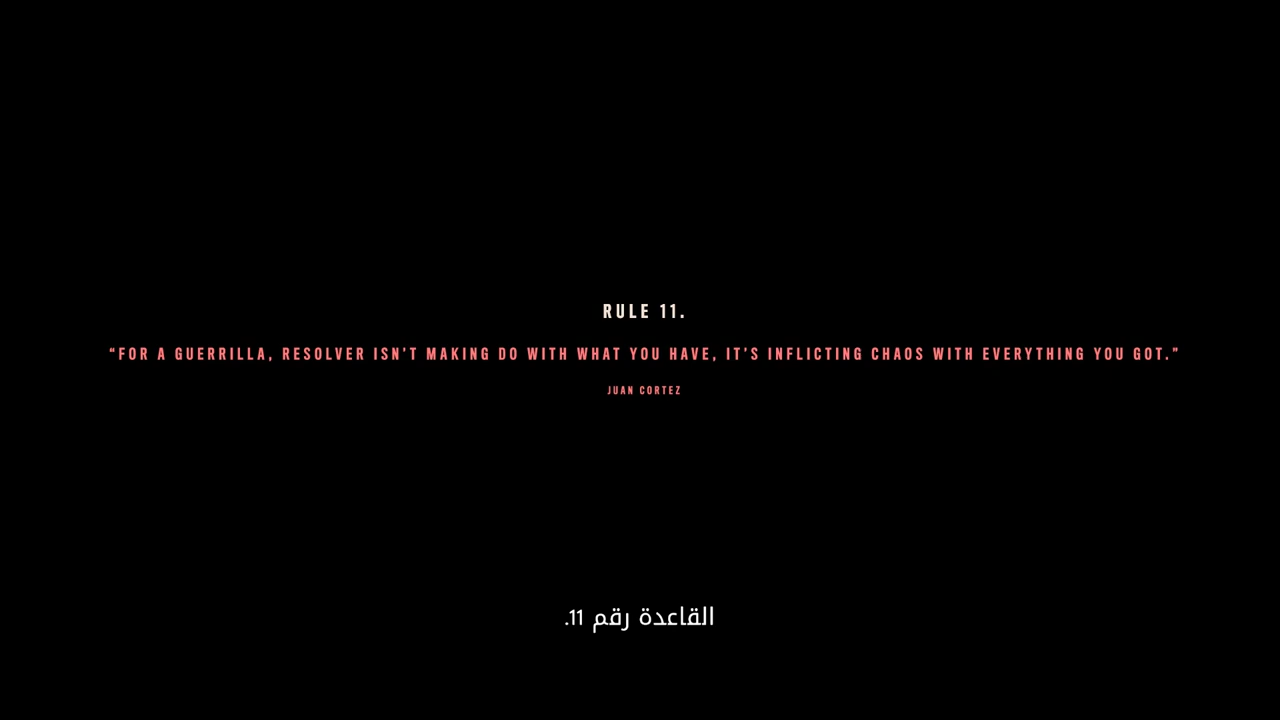 RULE 11.
“FOR A GUERRILLA, RESOLVER ISN’T MAKING DO WITH WHAT YOU HAVE, IT’S INFLICTING CHAOS WITH EVERYTHING YOU GOT.”
JUAN CORTEZ
القاعدة رقم 11.